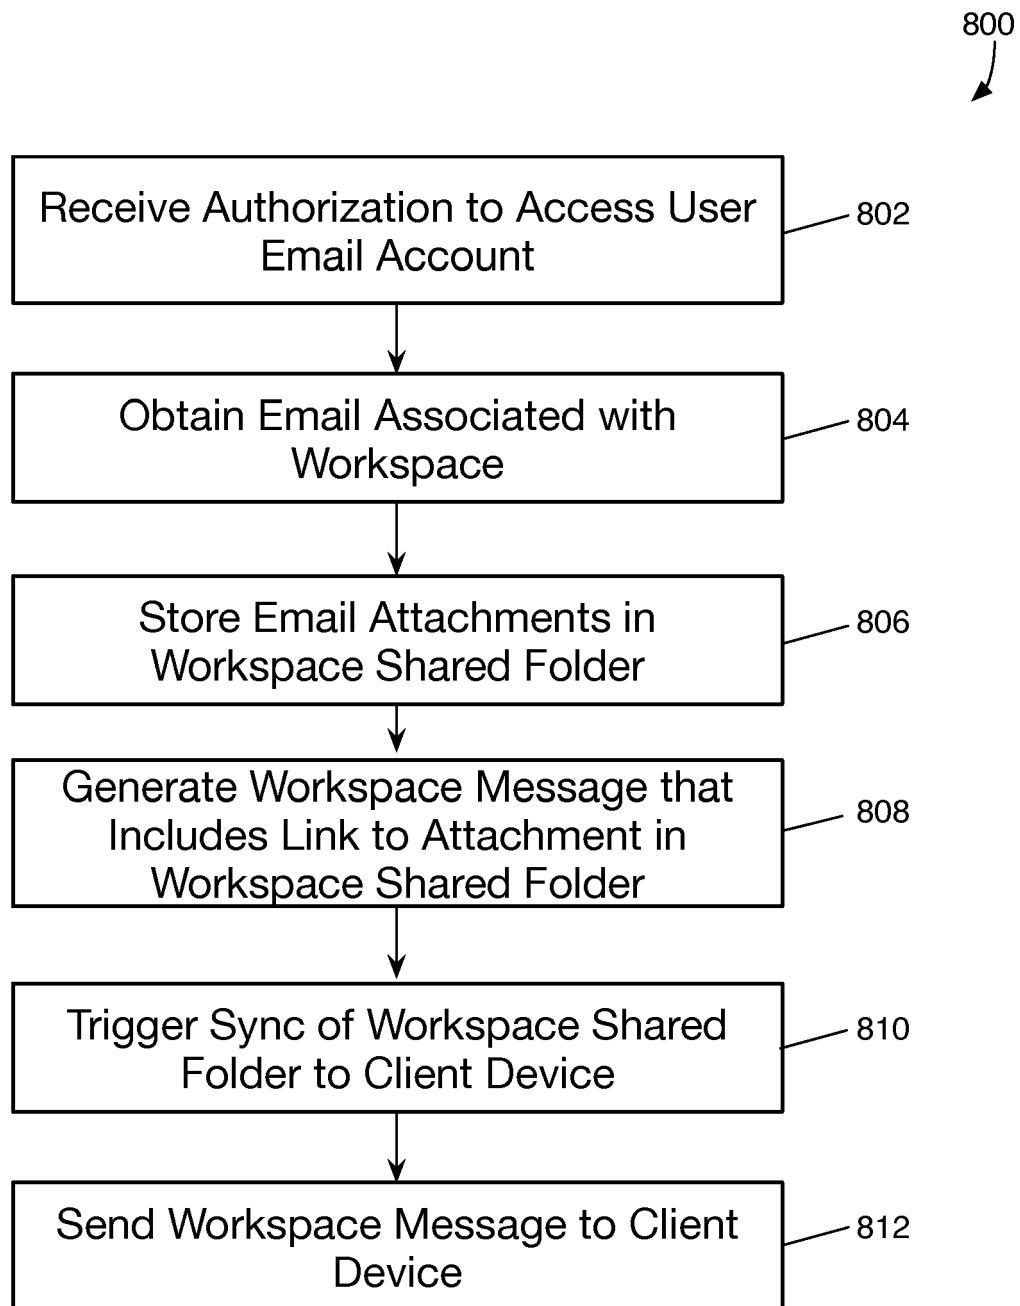 800
Receive Authorization to Access User
Email Account
802
Obtain Email Associated with
Workspace
804
Store Email Attachments in
Workspace Shared Folder
806
Generate Workspace Message that
Includes Link to Attachment in
Workspace Shared Folder
808
Trigger Sync of Workspace Shared
Folder to Client Device
810
Send Workspace Message to Client
Device
812